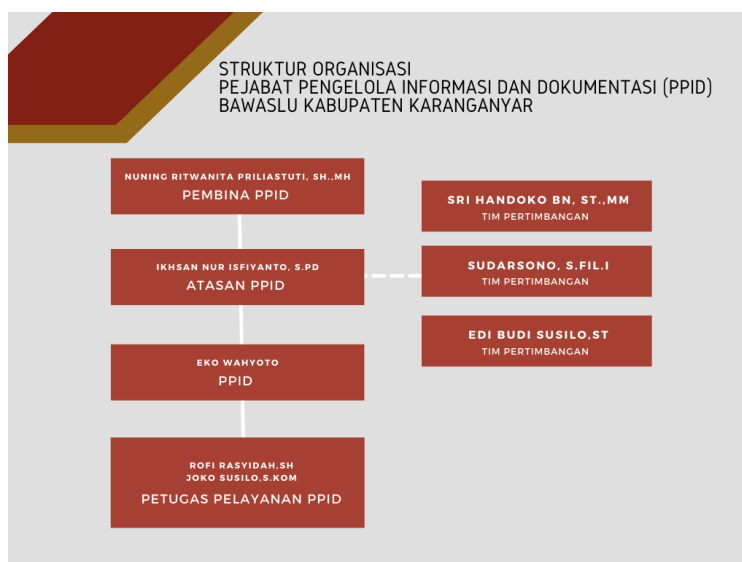 STRUKTUR ORGANISASI
PEJABAT PENGELOLA INFORMASI DAN DOKUMENTASI (PPID)
BAWASLU KABUPATEN KARANGANYAR
NUNING RITWANITA PRILIASTUTI, SH.,MH
PEMBINA PPID
IKHSAN NUR ISFIYANTO, S.PD
ATASAN PPID
EKO WAHYOTO
PPID
ROFI RASYIDAH,SH
JOKO SUSILO,S.KOM
PETUGAS PELAYANAN PPID
SRI HANDOKO BN, ST.,MM
TIM PERTIMBANGAN
SUDARSONO, S.FIL.I
TIM PERTIMBANGAN
EDI BUDI SUSILO,ST
TIM PERTIMBANGAN